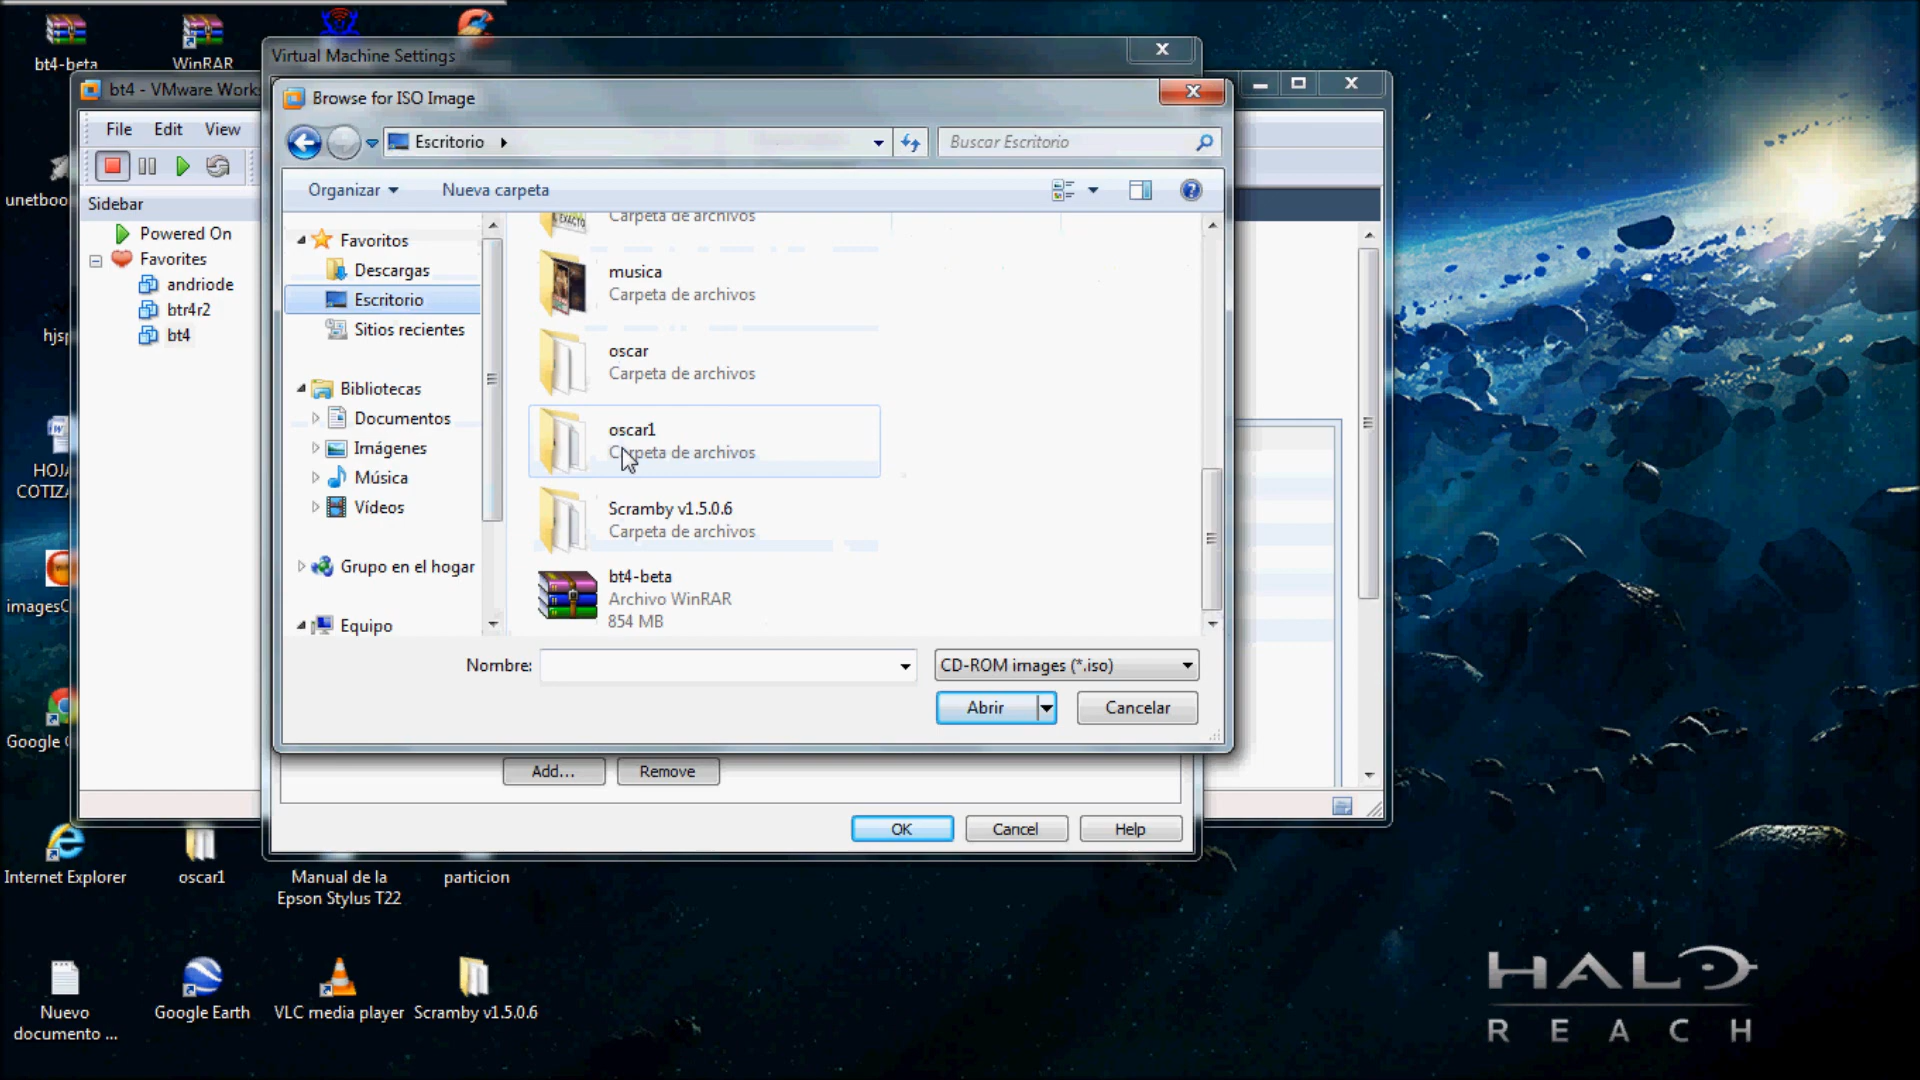 bt4-beta
WinRAR
Virtual Machine Settings
bt4 - VMware Works
Browse for ISO Image
File Edit View
Escritorio
Buscar Escritorio
Organizar
Nueva carpeta
unetboo
Sidebar
Powered On
Favorites
andriode
btr4r2
bt4
Favoritos
Descargas
Escritorio
Sitios recientes
Bibliotecas
Documentos
Imágenes
Música
Vídeos
Grupo en el hogar
Equipo
EXACTO
Carpeta de archivos
musica
Carpeta de archivos
oscar
Carpeta de archivos
oscar1
Carpeta de archivos
Scramby v1.5.0.6
Carpeta de archivos
bt4-beta
Archivo WinRAR
854 MB
Nombre:
CD-ROM images (*.iso)
Abrir
Cancelar
Add...
Remove
OK
Cancel
Help
HOJA
COTIZA
Google
Internet Explorer
oscar1
Manual de la
Epson Stylus T22
particion
Nuevo
documento ...
Google Earth
VLC media player
Scramby v1.5.0.6
HALO
REACH